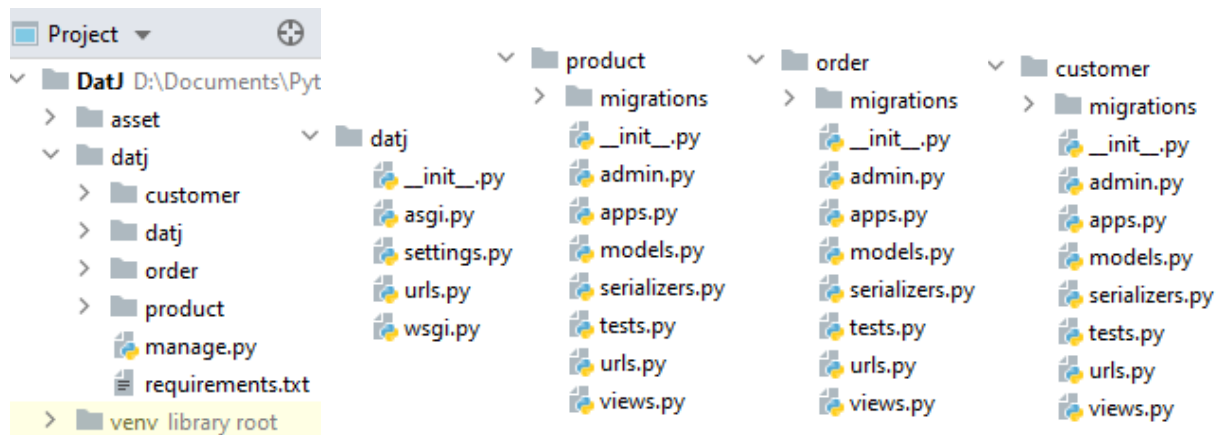 Project
DatJ D:\Documents\Pyt
asset
datj
customer
datj
order
product
manage.py
requirements.txt
venv library root
datj
__init__.py
asgi.py
settings.py
urls.py
wsgi.py
product
migrations
__init__.py
admin.py
apps.py
models.py
serializers.py
tests.py
urls.py
views.py
order
migrations
__init__.py
admin.py
apps.py
models.py
serializers.py
tests.py
urls.py
views.py
customer
migrations
__init__.py
admin.py
apps.py
models.py
serializers.py
tests.py
urls.py
views.py